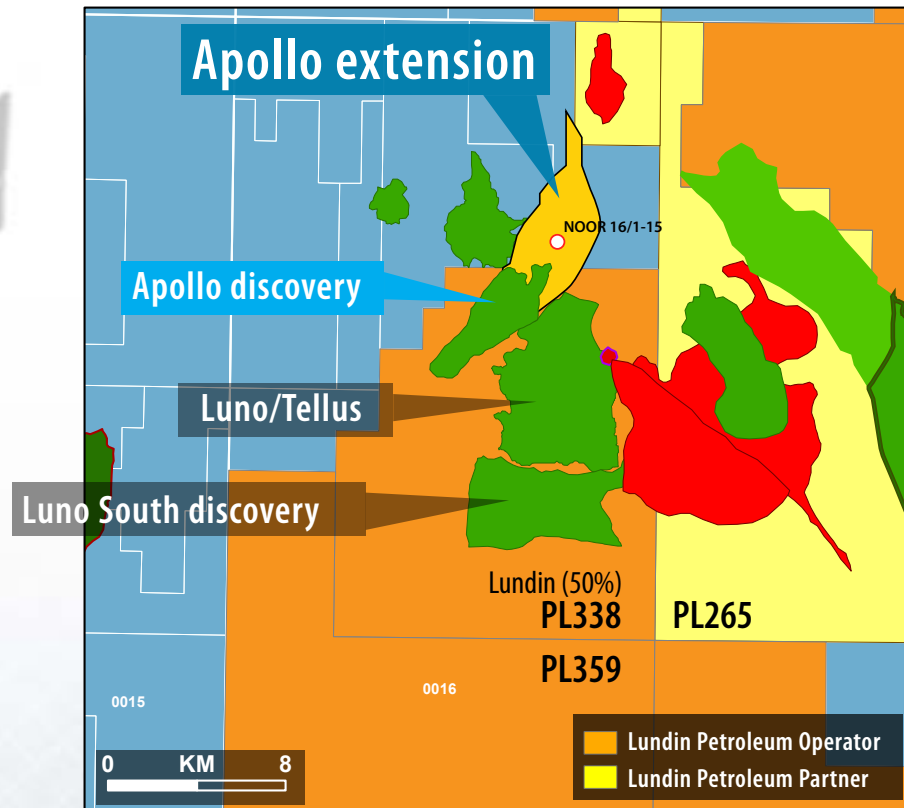 Apollo extension
NOOR 16/1-15
Apollo discovery
Luno/Tellus
Luno South discovery
Lundin (50%)
PL338
PL265
PL359
0015
0016
0 KM 8
Lundin Petroleum Operator
Lundin Petroleum Partner